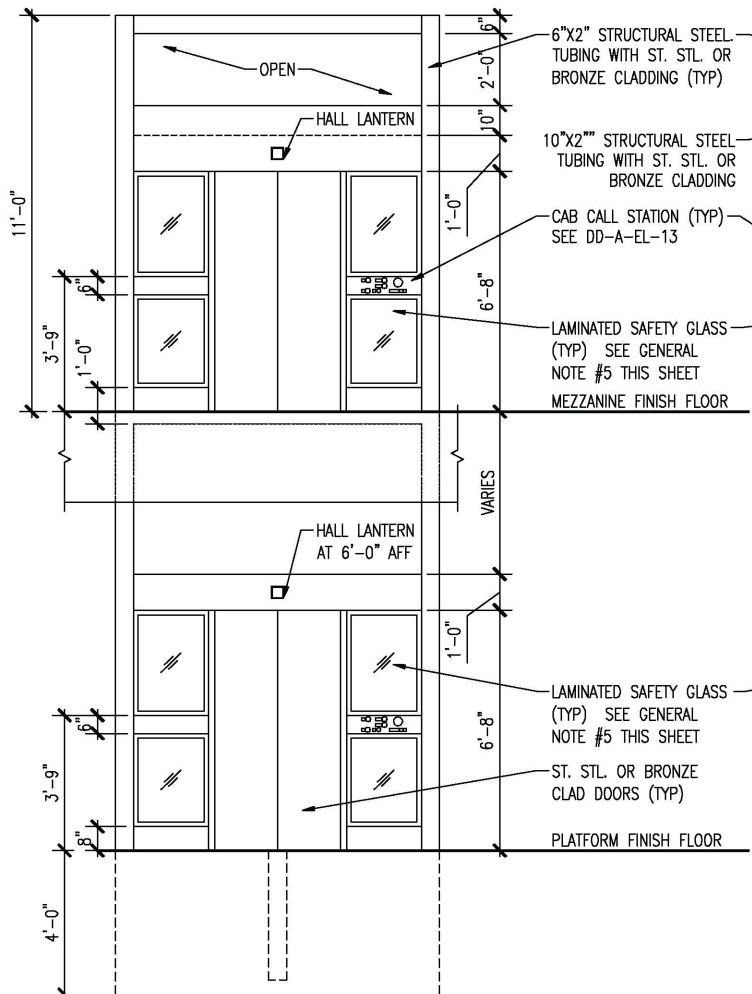 6"X2" STRUCTURAL STEEL
TUBING WITH ST. STL. OR
BRONZE CLADDING (TYP)
OPEN
HALL LANTERN
10"X2"" STRUCTURAL STEEL
TUBING WITH ST. STL. OR
BRONZE CLADDING
CAB CALL STATION (TYP)
SEE DD-A-EL-13
LAMINATED SAFETY GLASS
(TYP) SEE GENERAL
NOTE #5 THIS SHEET
MEZZANINE FINISH FLOOR
6"
2'-0"
10"
1'-0"
6'-8"
11'-0"
6"
3'-9"
1'-0"
VARIES
HALL LANTERN
AT 6'-0" AFF
1'-0"
6'-8"
LAMINATED SAFETY GLASS
(TYP) SEE GENERAL
NOTE #5 THIS SHEET
ST. STL. OR BRONZE
CLAD DOORS (TYP)
PLATFORM FINISH FLOOR
6"
3'-9"
8"
4'-0"